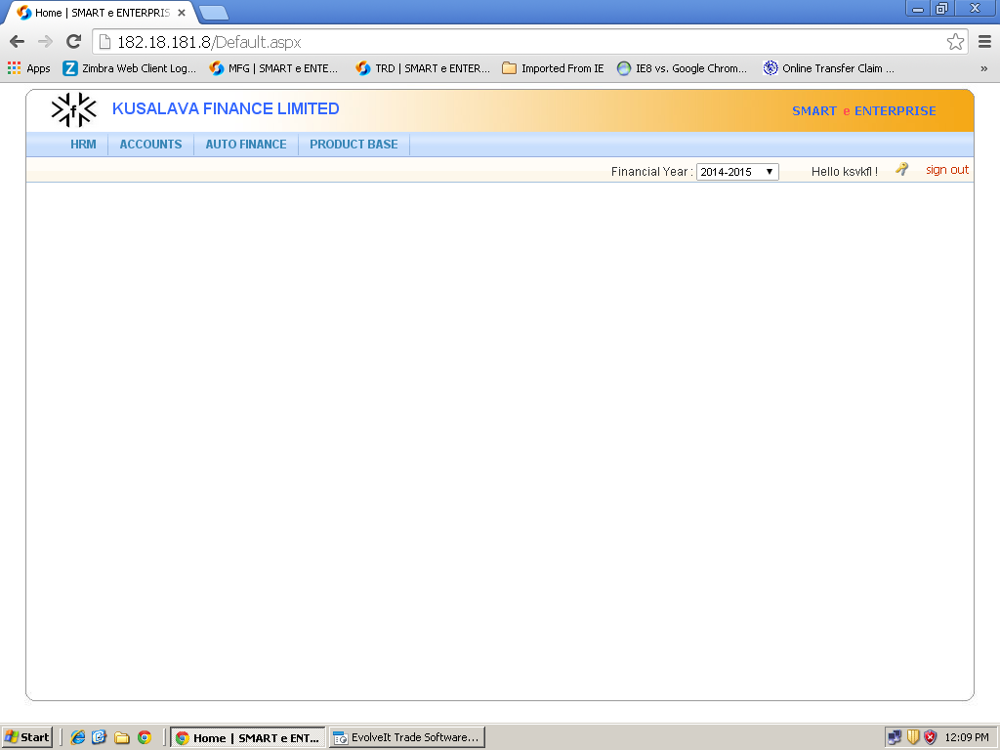 Home | SMART e ENTERPRIS
182.18.181.8/Default.aspx
Apps Zimbra Web Client Log... MFG | SMART e ENTE... TRD | SMART e ENTER... Imported From IE IE8 vs. Google Chrom... Online Transfer Claim ... »
KUSALAVA FINANCE LIMITED SMART e ENTERPRISE
HRM ACCOUNTS AUTO FINANCE PRODUCT BASE
Financial Year : 2014-2015 Hello ksvkfl ! sign out
Start Home | SMART e ENT... EvolveIt Trade Software... 12:09 PM